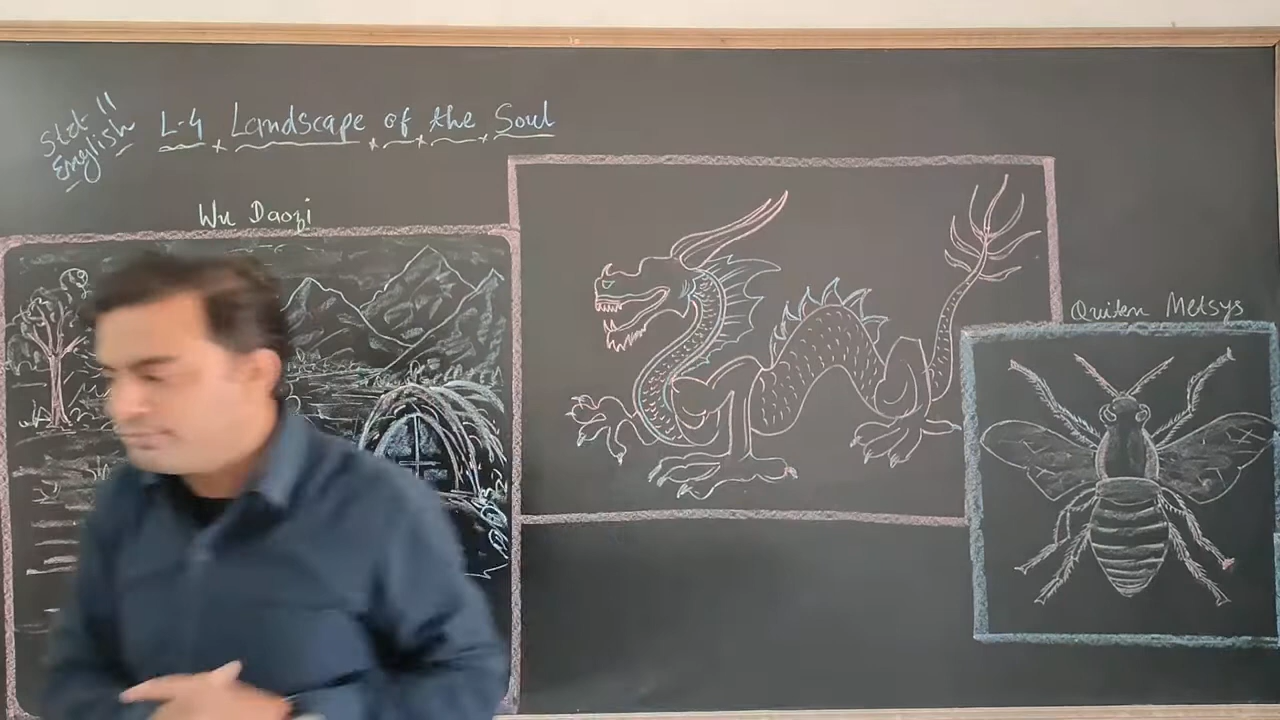 Std 11
English
L-4 Landscape of the Soul
Wu Daozi
Quiten Metsys